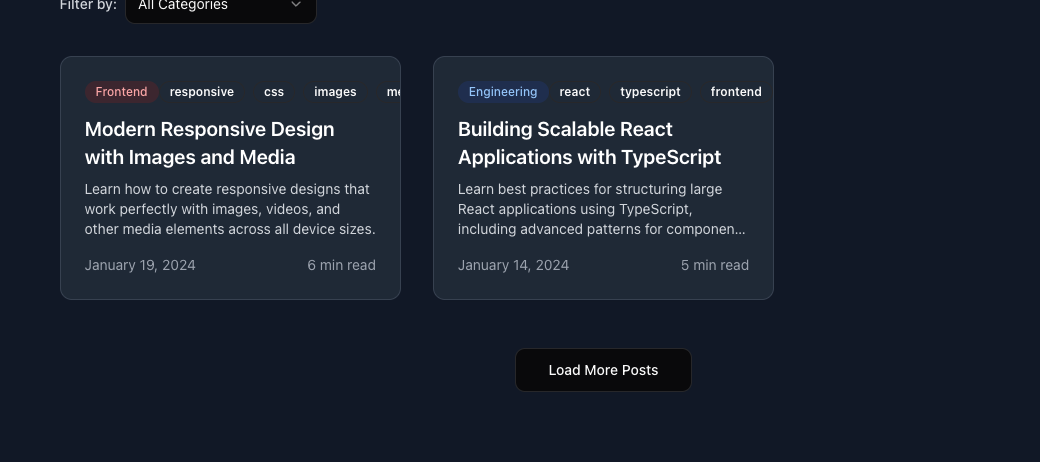 Filter by: All Categories
Frontend responsive css images
Modern Responsive Design
with Images and Media
Learn how to create responsive designs that
work perfectly with images, videos, and
other media elements across all device sizes.
January 19, 2024 6 min read
Engineering react typescript frontend
Building Scalable React
Applications with TypeScript
Learn best practices for structuring large
React applications using TypeScript,
including advanced patterns for componen...
January 14, 2024 5 min read
Load More Posts